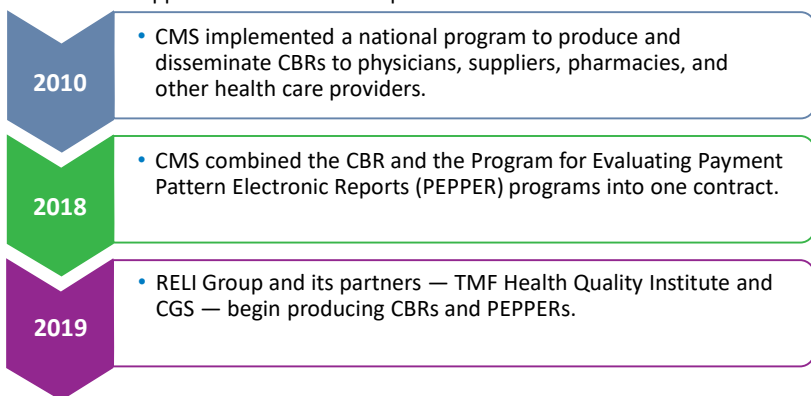 2010
• CMS implemented a national program to produce and
disseminate CBRs to physicians, suppliers, pharmacies, and
other health care providers.
2018
• CMS combined the CBR and the Program for Evaluating Payment
Pattern Electronic Reports (PEPPER) programs into one contract.
2019
• RELI Group and its partners — TMF Health Quality Institute and
CGS — begin producing CBRs and PEPPERs.